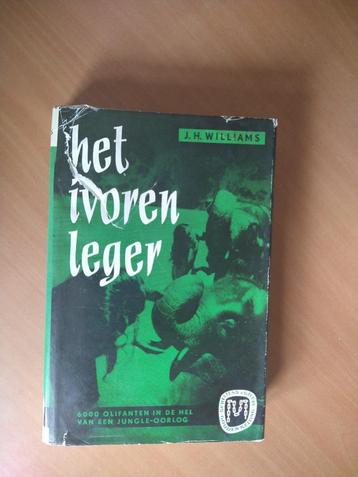 J.H. WILLIAMS
het
ivoren
leger
6000 OLIFANTEN IN DE HEL
VAN EEN JUNGLE-OORLOG